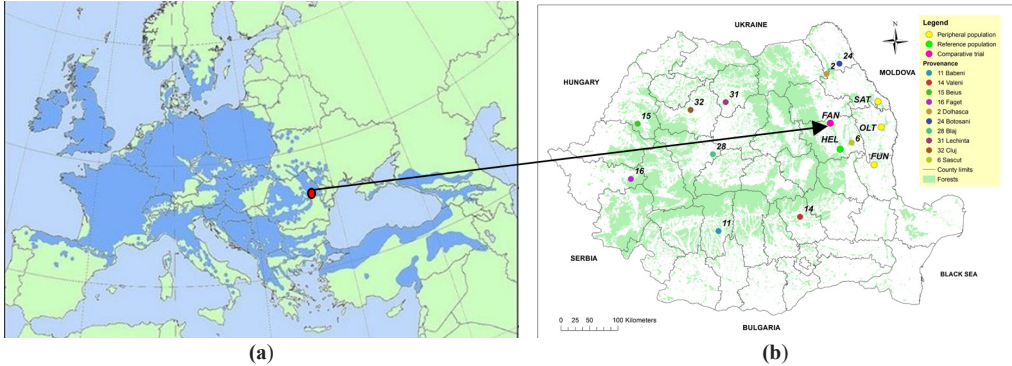 UKRAINE
N
24
2
MOLDOVA
HUNGARY
31
32
SAT
FAN
15
OLT
HEL
6
28
FUN
16
14
11
SERBIA
BLACK SEA
BULGARIA
0 25 50 100 Kilometers
Legend
Peripheral population
Reference population
Comparative trial
Provenance
11 Babeni
14 Valeni
15 Beius
16 Faget
2 Dolhasca
24 Botosani
28 Blaj
31 Lechinta
32 Cluj
6 Sascut
County limits
Forests
(a)
(b)